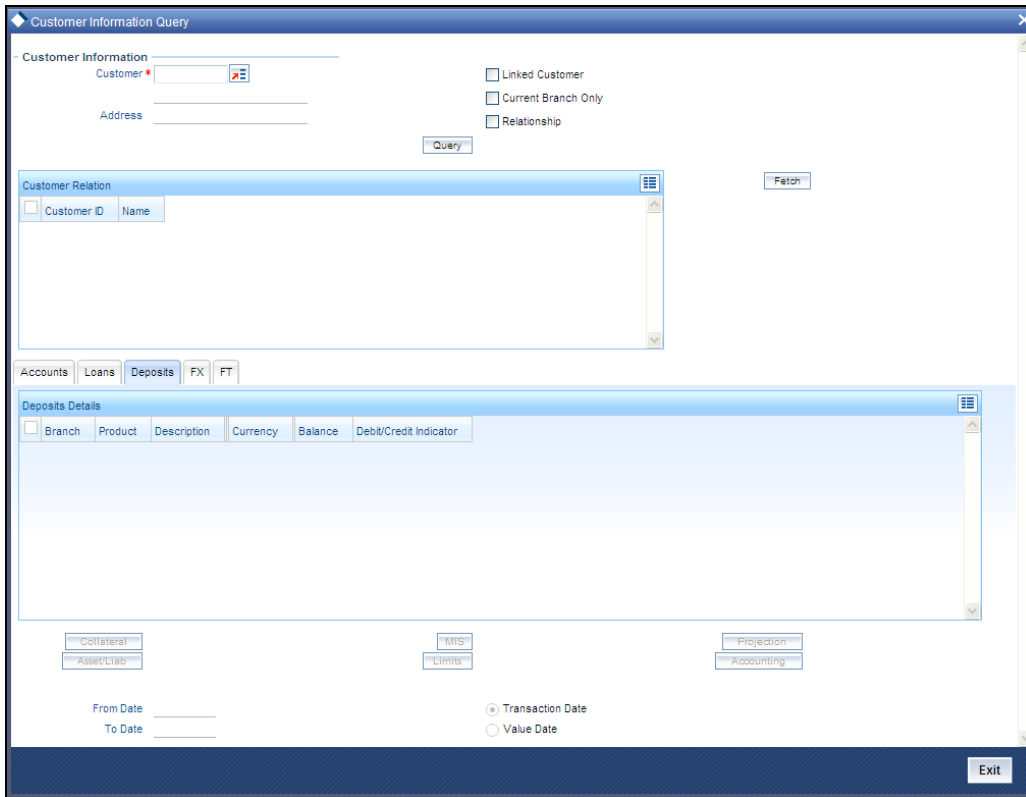 Customer Information Query
Customer Information
Customer *
Linked Customer
Current Branch Only
Address
Relationship
Query
Customer Relation
Fetch
Customer ID Name
Accounts Loans Deposits FX FT
Deposits Details
Branch Product Description Currency Balance Debit/Credit Indicator
Collateral MIS Projection
Asset/Liab Limits Accounting
From Date Transaction Date
To Date Value Date
Exit